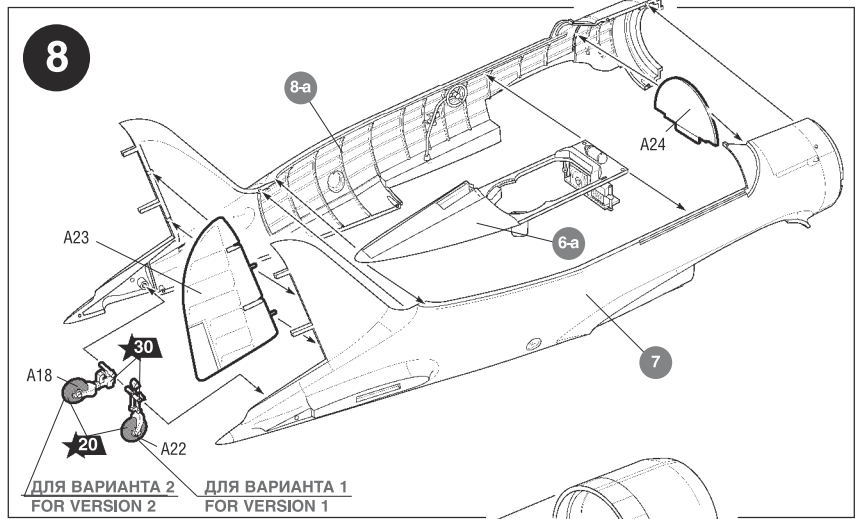 8
8-a
A24
A23
6-a
7
30
A18
20
A22
ДЛЯ ВАРИАНТА 2
FOR VERSION 2
ДЛЯ ВАРИАНТА 1
FOR VERSION 1